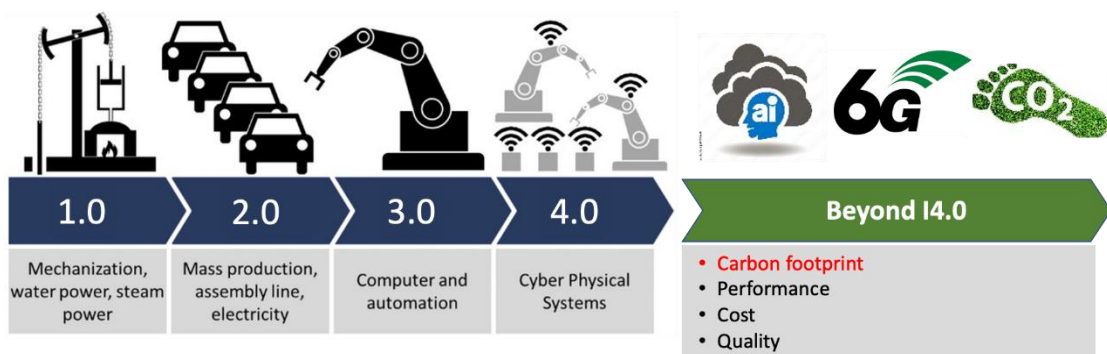 ai
6G
CO2
1.0
2.0
3.0
4.0
Beyond I4.0
Mechanization,
water power, steam
power
Mass production,
assembly line,
electricity
Computer and
automation
Cyber Physical
Systems
• Carbon footprint
• Performance
• Cost
• Quality